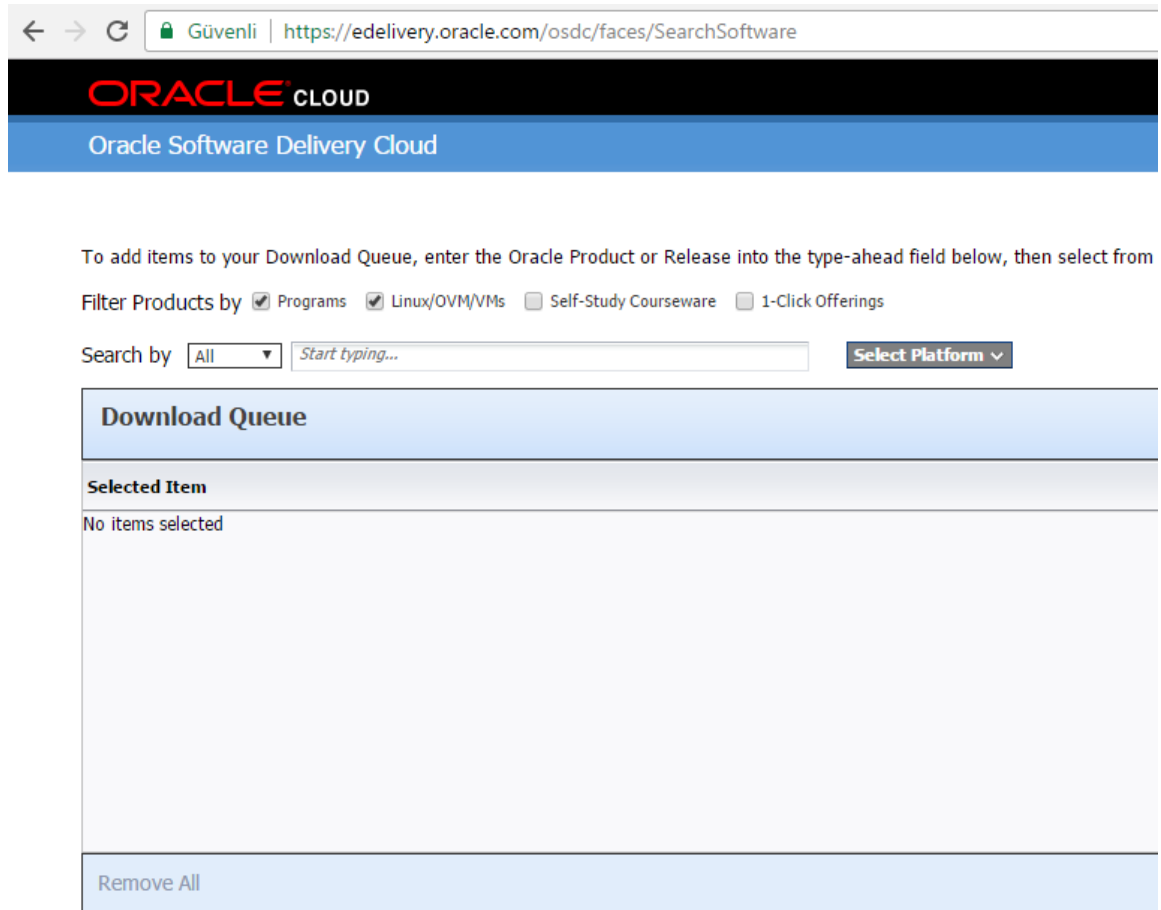 Güvenli | https://edelivery.oracle.com/osdc/faces/SearchSoftware
ORACLE CLOUD
Oracle Software Delivery Cloud
To add items to your Download Queue, enter the Oracle Product or Release into the type-ahead field below, then select from
Filter Products by Programs Linux/OVM/VMs Self-Study Courseware 1-Click Offerings
Search by All Start typing... Select Platform
Download Queue
Selected Item
No items selected
Remove All